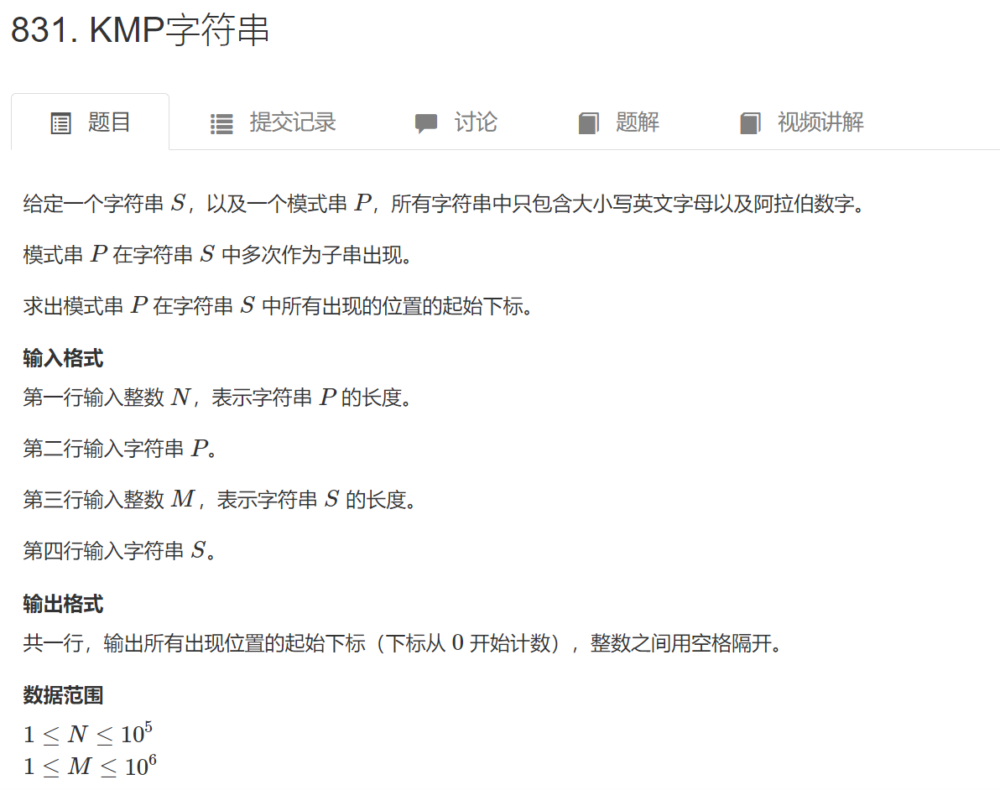 831. KMP字符串
题目 提交记录 讨论 题解 视频讲解
给定一个字符串 S，以及一个模式串 P，所有字符串中只包含大小写英文字母以及阿拉伯数字。
模式串 P 在字符串 S 中多次作为子串出现。
求出模式串 P 在字符串 S 中所有出现的位置的起始下标。
输入格式
第一行输入整数 N，表示字符串 P 的长度。
第二行输入字符串 P。
第三行输入整数 M，表示字符串 S 的长度。
第四行输入字符串 S。
输出格式
共一行，输出所有出现位置的起始下标（下标从 0 开始计数），整数之间用空格隔开。
数据范围
1 ≤ N ≤ 10⁵
1 ≤ M ≤ 10⁶